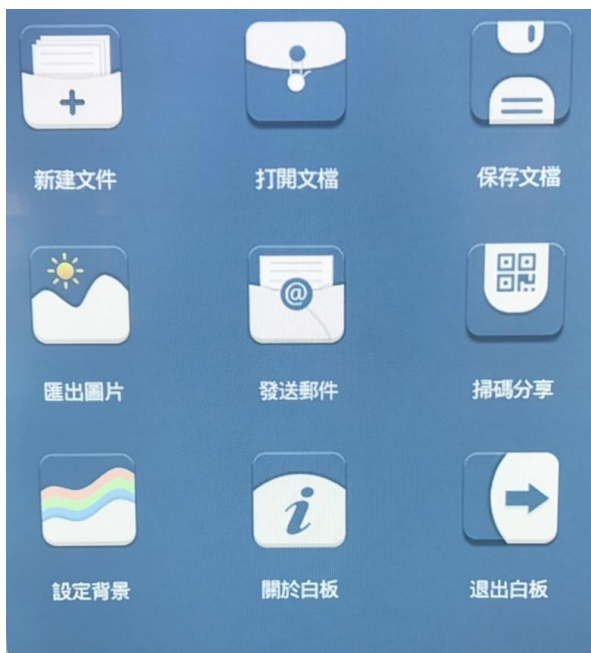 新建文件
打開文檔
保存文檔
@
匯出圖片
發送郵件
掃碼分享
i
設定背景
關於白板
退出白板